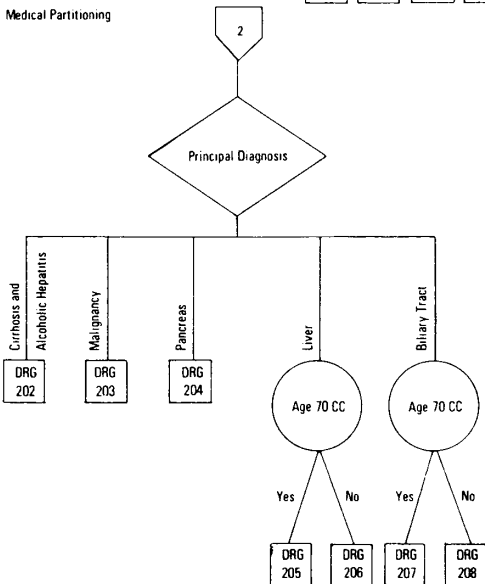 Medical Partitioning
2
Principal Diagnosis
Cirrhosis and
Alcoholic Hepatitis
Malignancy
Pancreas
Liver
Biliary Tract
DRG
202
DRG
203
DRG
204
Age 70 CC
Age 70 CC
Yes
No
Yes
No
DRG
205
DRG
206
DRG
207
DRG
208